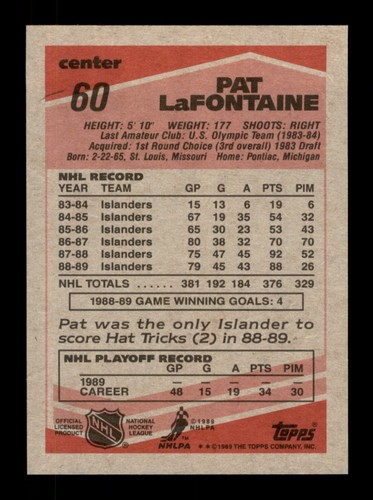 center
60
PAT
LaFONTAINE
HEIGHT: 5' 10" WEIGHT: 177 SHOOTS: RIGHT
Last Amateur Club: U.S. Olympic Team (1983-84)
Acquired: 1st Round Choice (3rd overall) 1983 Draft
Born: 2-22-65, St. Louis, Missouri Home: Pontiac, Michigan
NHL RECORD
YEAR TEAM GP G A PTS PIM
83-84 Islanders 15 13 6 19 6
84-85 Islanders 67 19 35 54 32
85-86 Islanders 65 30 23 53 43
86-87 Islanders 80 38 32 70 70
87-88 Islanders 75 47 45 92 52
88-89 Islanders 79 45 43 88 26
NHL TOTALS ...... 381 192 184 376 329
1988-89 GAME WINNING GOALS: 4
Pat was the only Islander to
score Hat Tricks (2) in 88-89.
NHL PLAYOFF RECORD
GP G A PTS PIM
1989 — — — — —
CAREER 46 15 19 34 30
OFFICIAL LICENSED PRODUCT
NHL
NATIONAL HOCKEY LEAGUE
NHLPA
© 1989 NHLPA
Topps
* * © 1989 THE TOPPS COMPANY, INC.